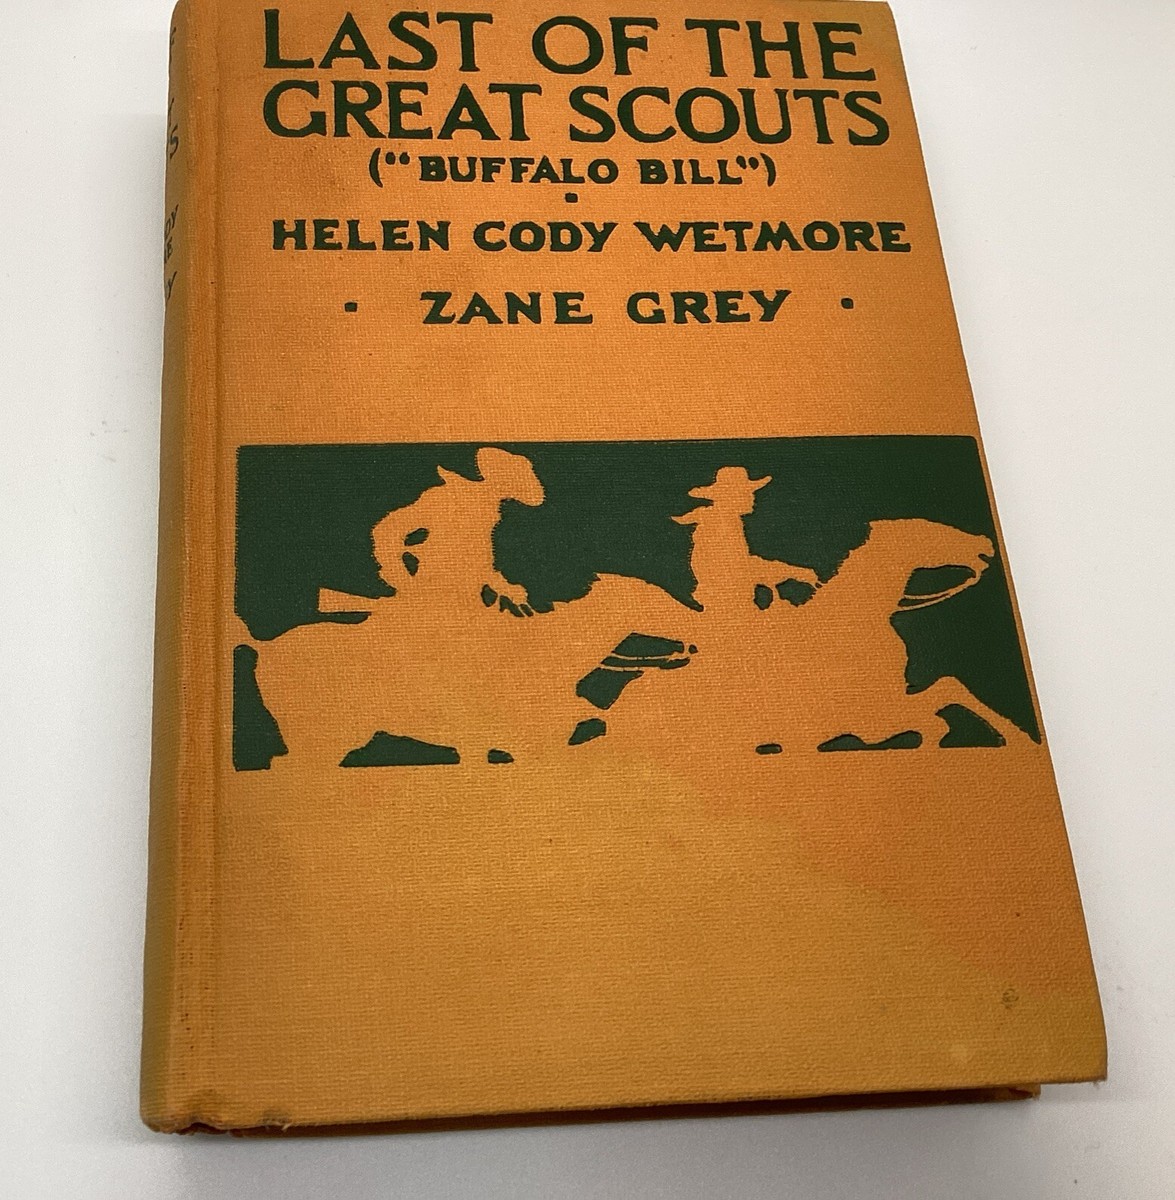 LAST OF THE
GREAT SCOUTS
("BUFFALO BILL")
HELEN CODY WETMORE
· ZANE GREY ·